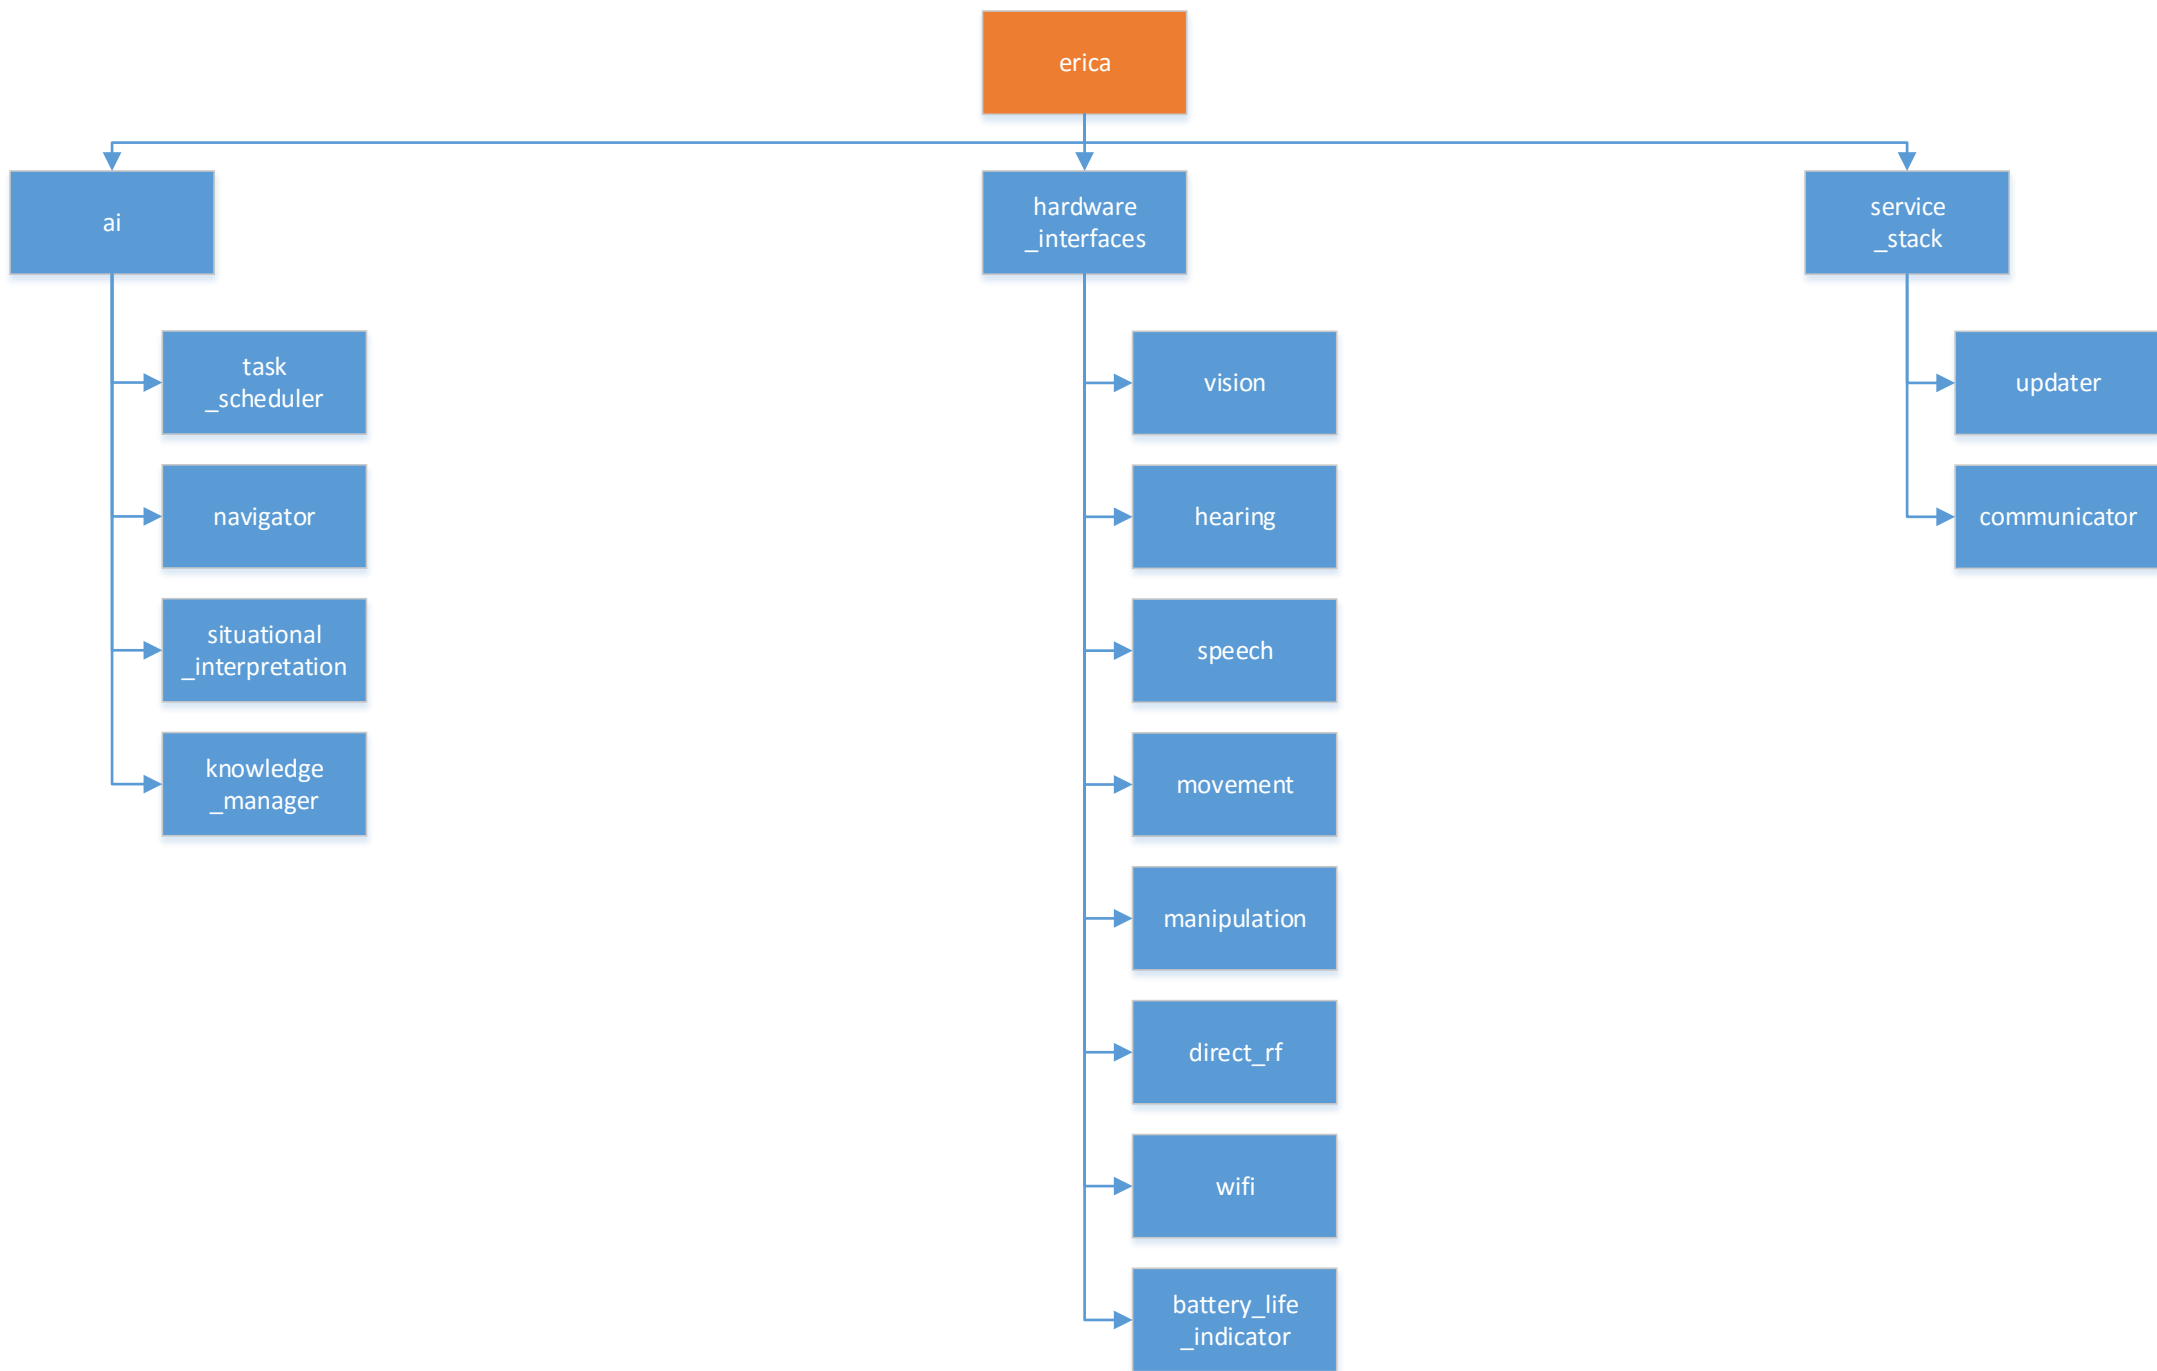 erica
ai
hardware
_interfaces
service
_stack
task
_scheduler
navigator
situational
_interpretation
knowledge
_manager
vision
hearing
speech
movement
manipulation
direct_rf
wifi
battery_life
_indicator
updater
communicator